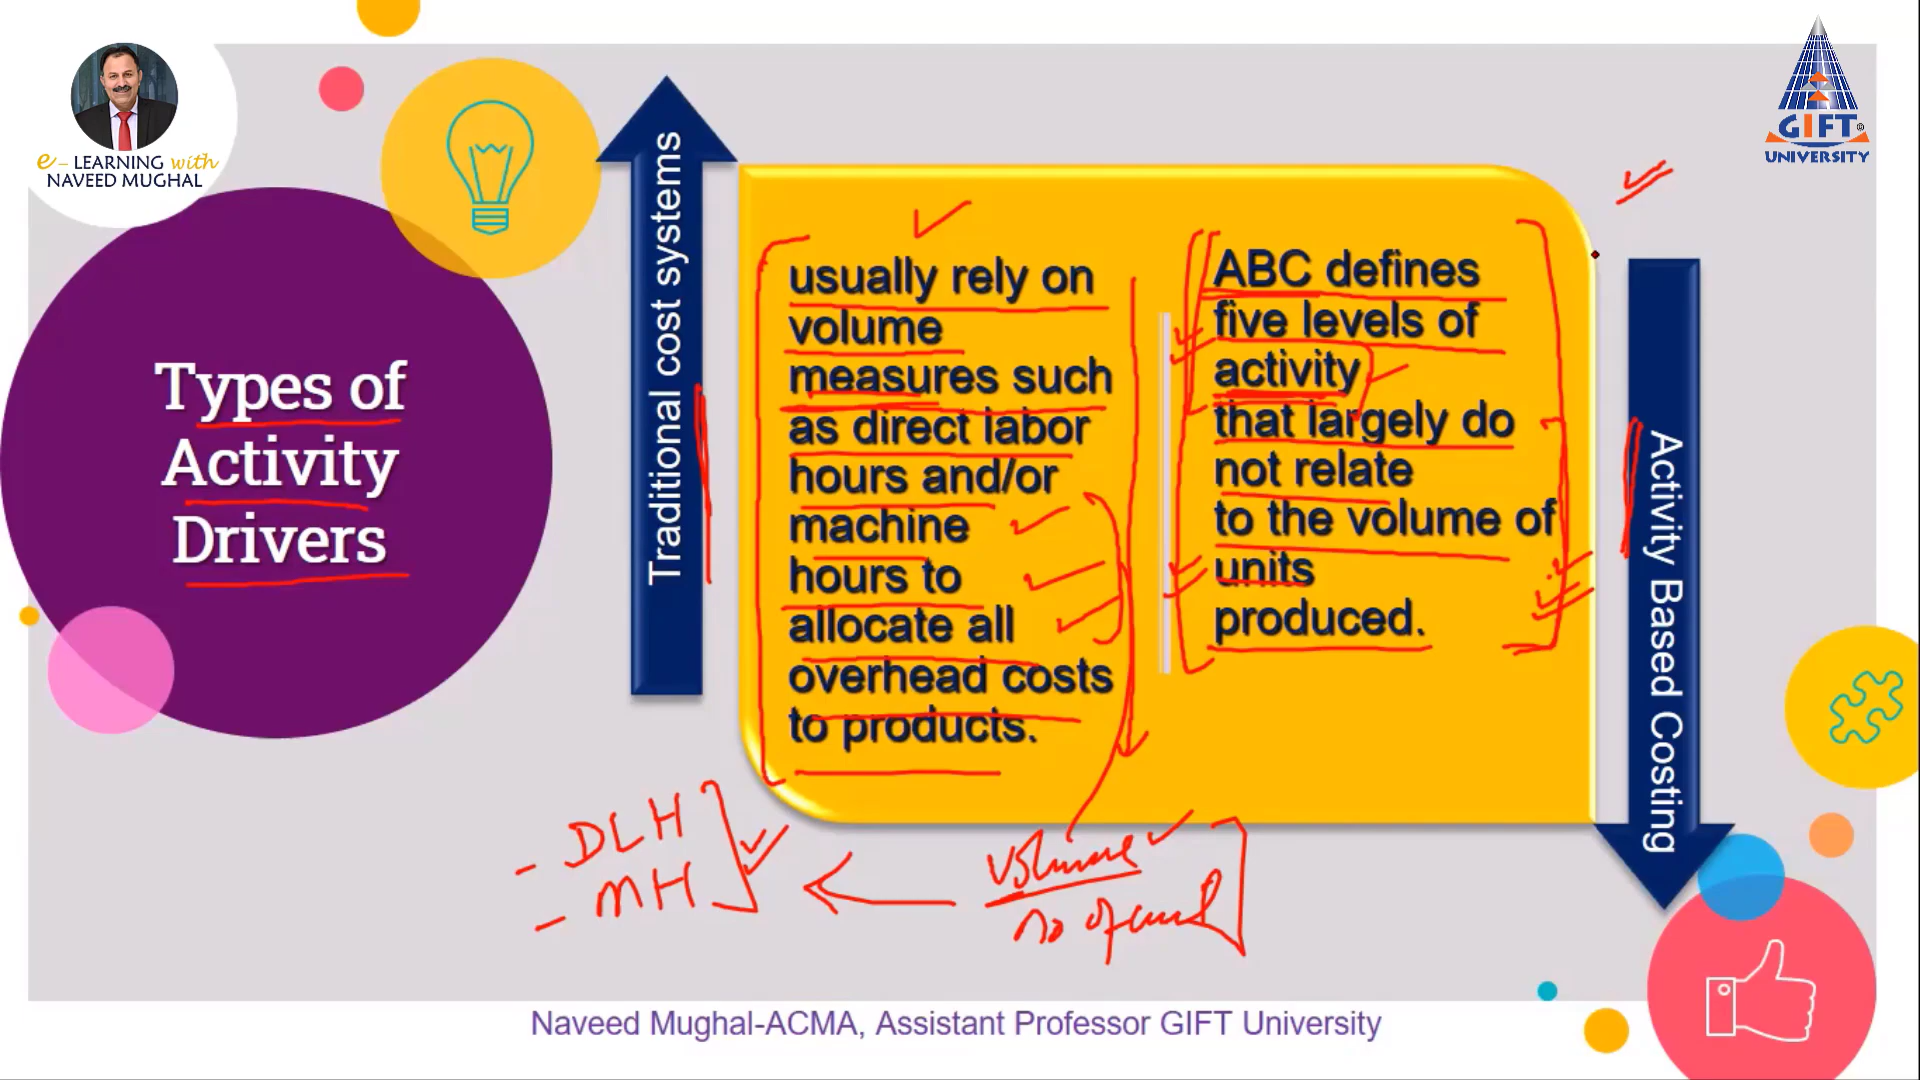 e-LEARNING with
NAVEED MUGHAL
GIFT®
UNIVERSITY
Types of
Activity
Drivers
Traditional cost systems
usually rely on
volume
measures such
as direct labor
hours and/or
machine
hours to
allocate all
overhead costs
to products.
ABC defines
five levels of
activity
that largely do
not relate
to the volume of
units
produced.
Activity Based Costing
- DLH
- MH
volume
no of
Naveed Mughal-ACMA, Assistant Professor GIFT University